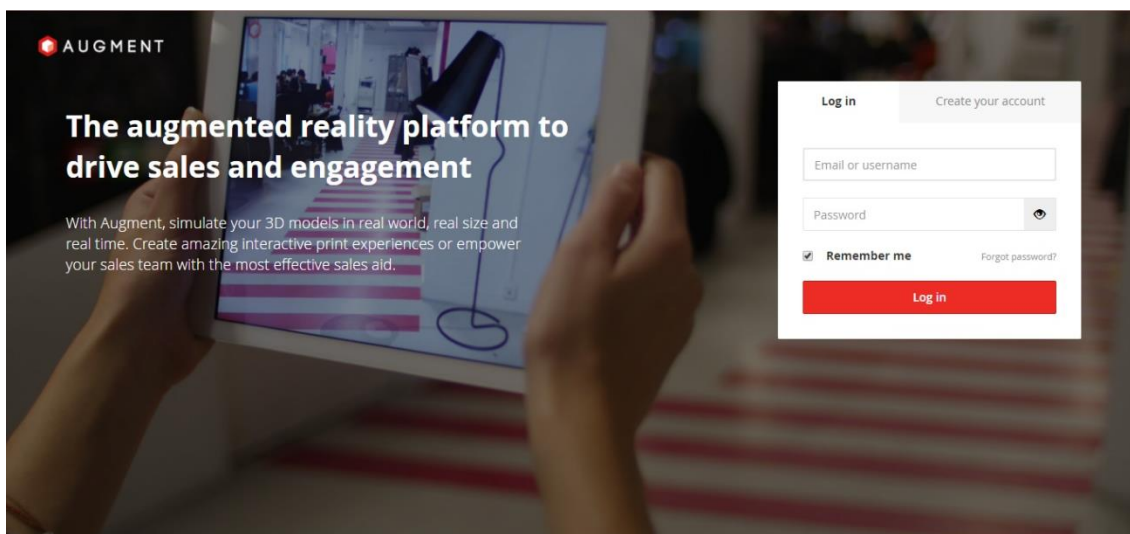 AUGMENT
The augmented reality platform to
drive sales and engagement
With Augment, simulate your 3D models in real world, real size and
real time. Create amazing interactive print experiences or empower
your sales team with the most effective sales aid.
Log in
Create your account
Email or username
Password
Remember me
Forgot password?
Log in